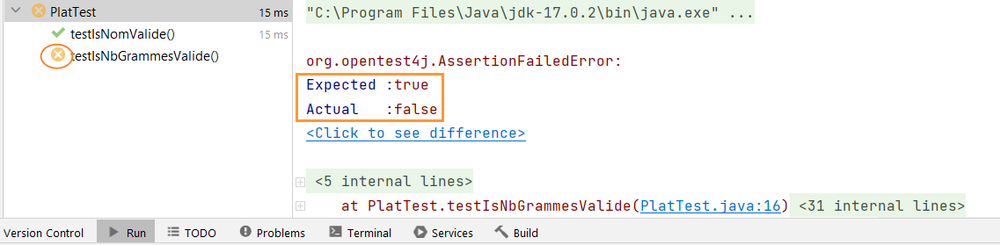 PlatTest 15 ms
testIsNomValide() 15 ms
testIsNbGrammesValide()
"C:\Program Files\Java\jdk-17.0.2\bin\java.exe" ...
org.opentest4j.AssertionFailedError:
Expected :true
Actual   :false
<Click to see difference>
<5 internal lines>
at PlatTest.testIsNbGrammesValide(PlatTest.java:16) <31 internal lines>
Version Control Run TODO Problems Terminal Services Build